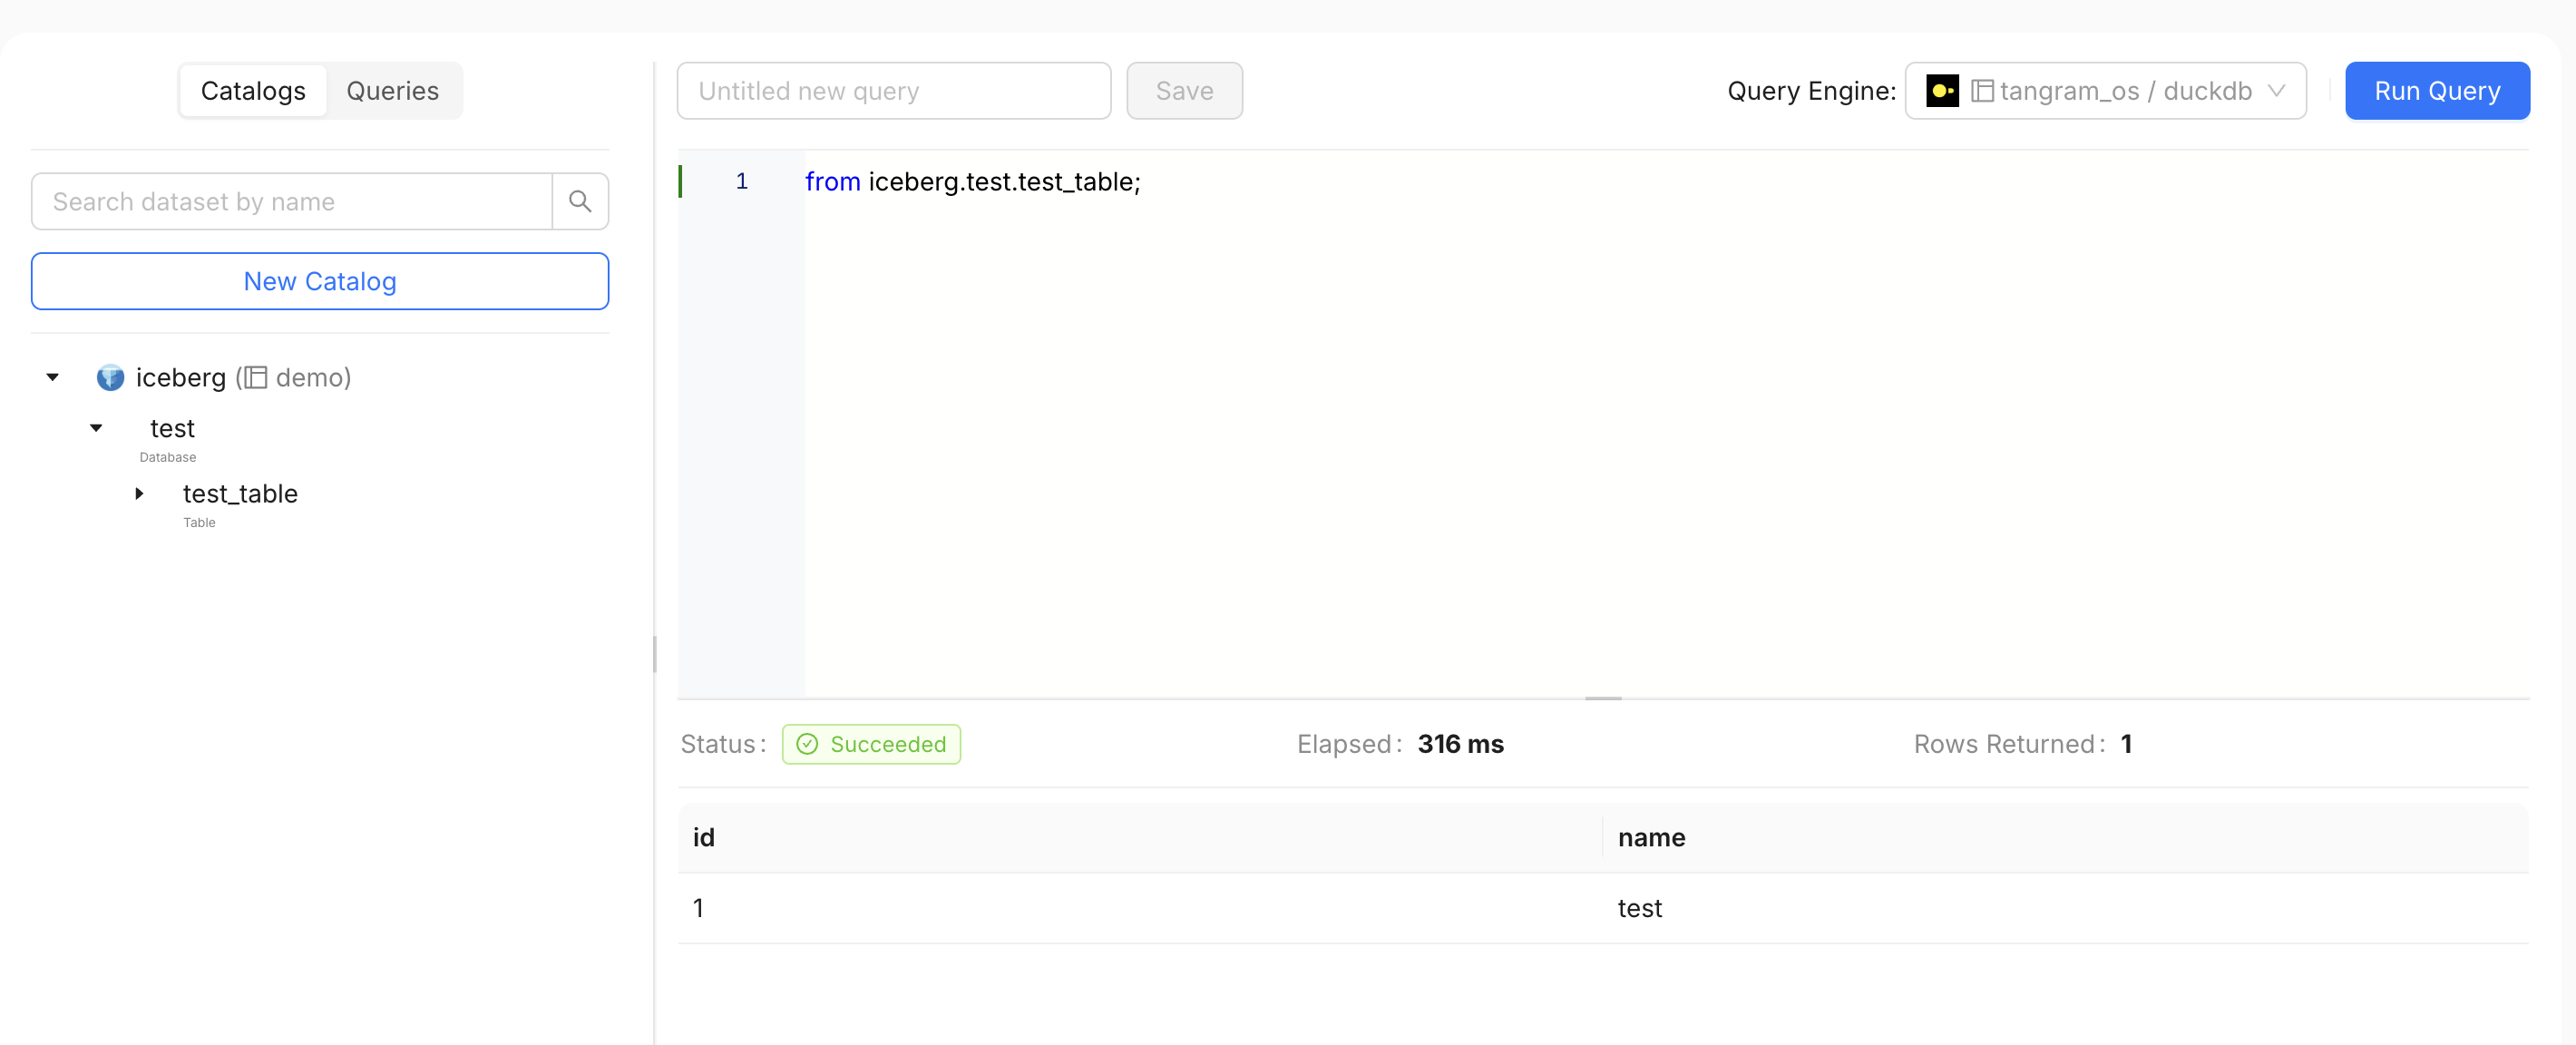 Catalogs Queries
Untitled new query Save Query Engine: tangram_os / duckdb Run Query
Search dataset by name
New Catalog
iceberg ( demo)
test
Database
test_table
Table
1 from iceberg.test.test_table;
Status: Succeeded Elapsed: 316 ms Rows Returned: 1
id name
1 test